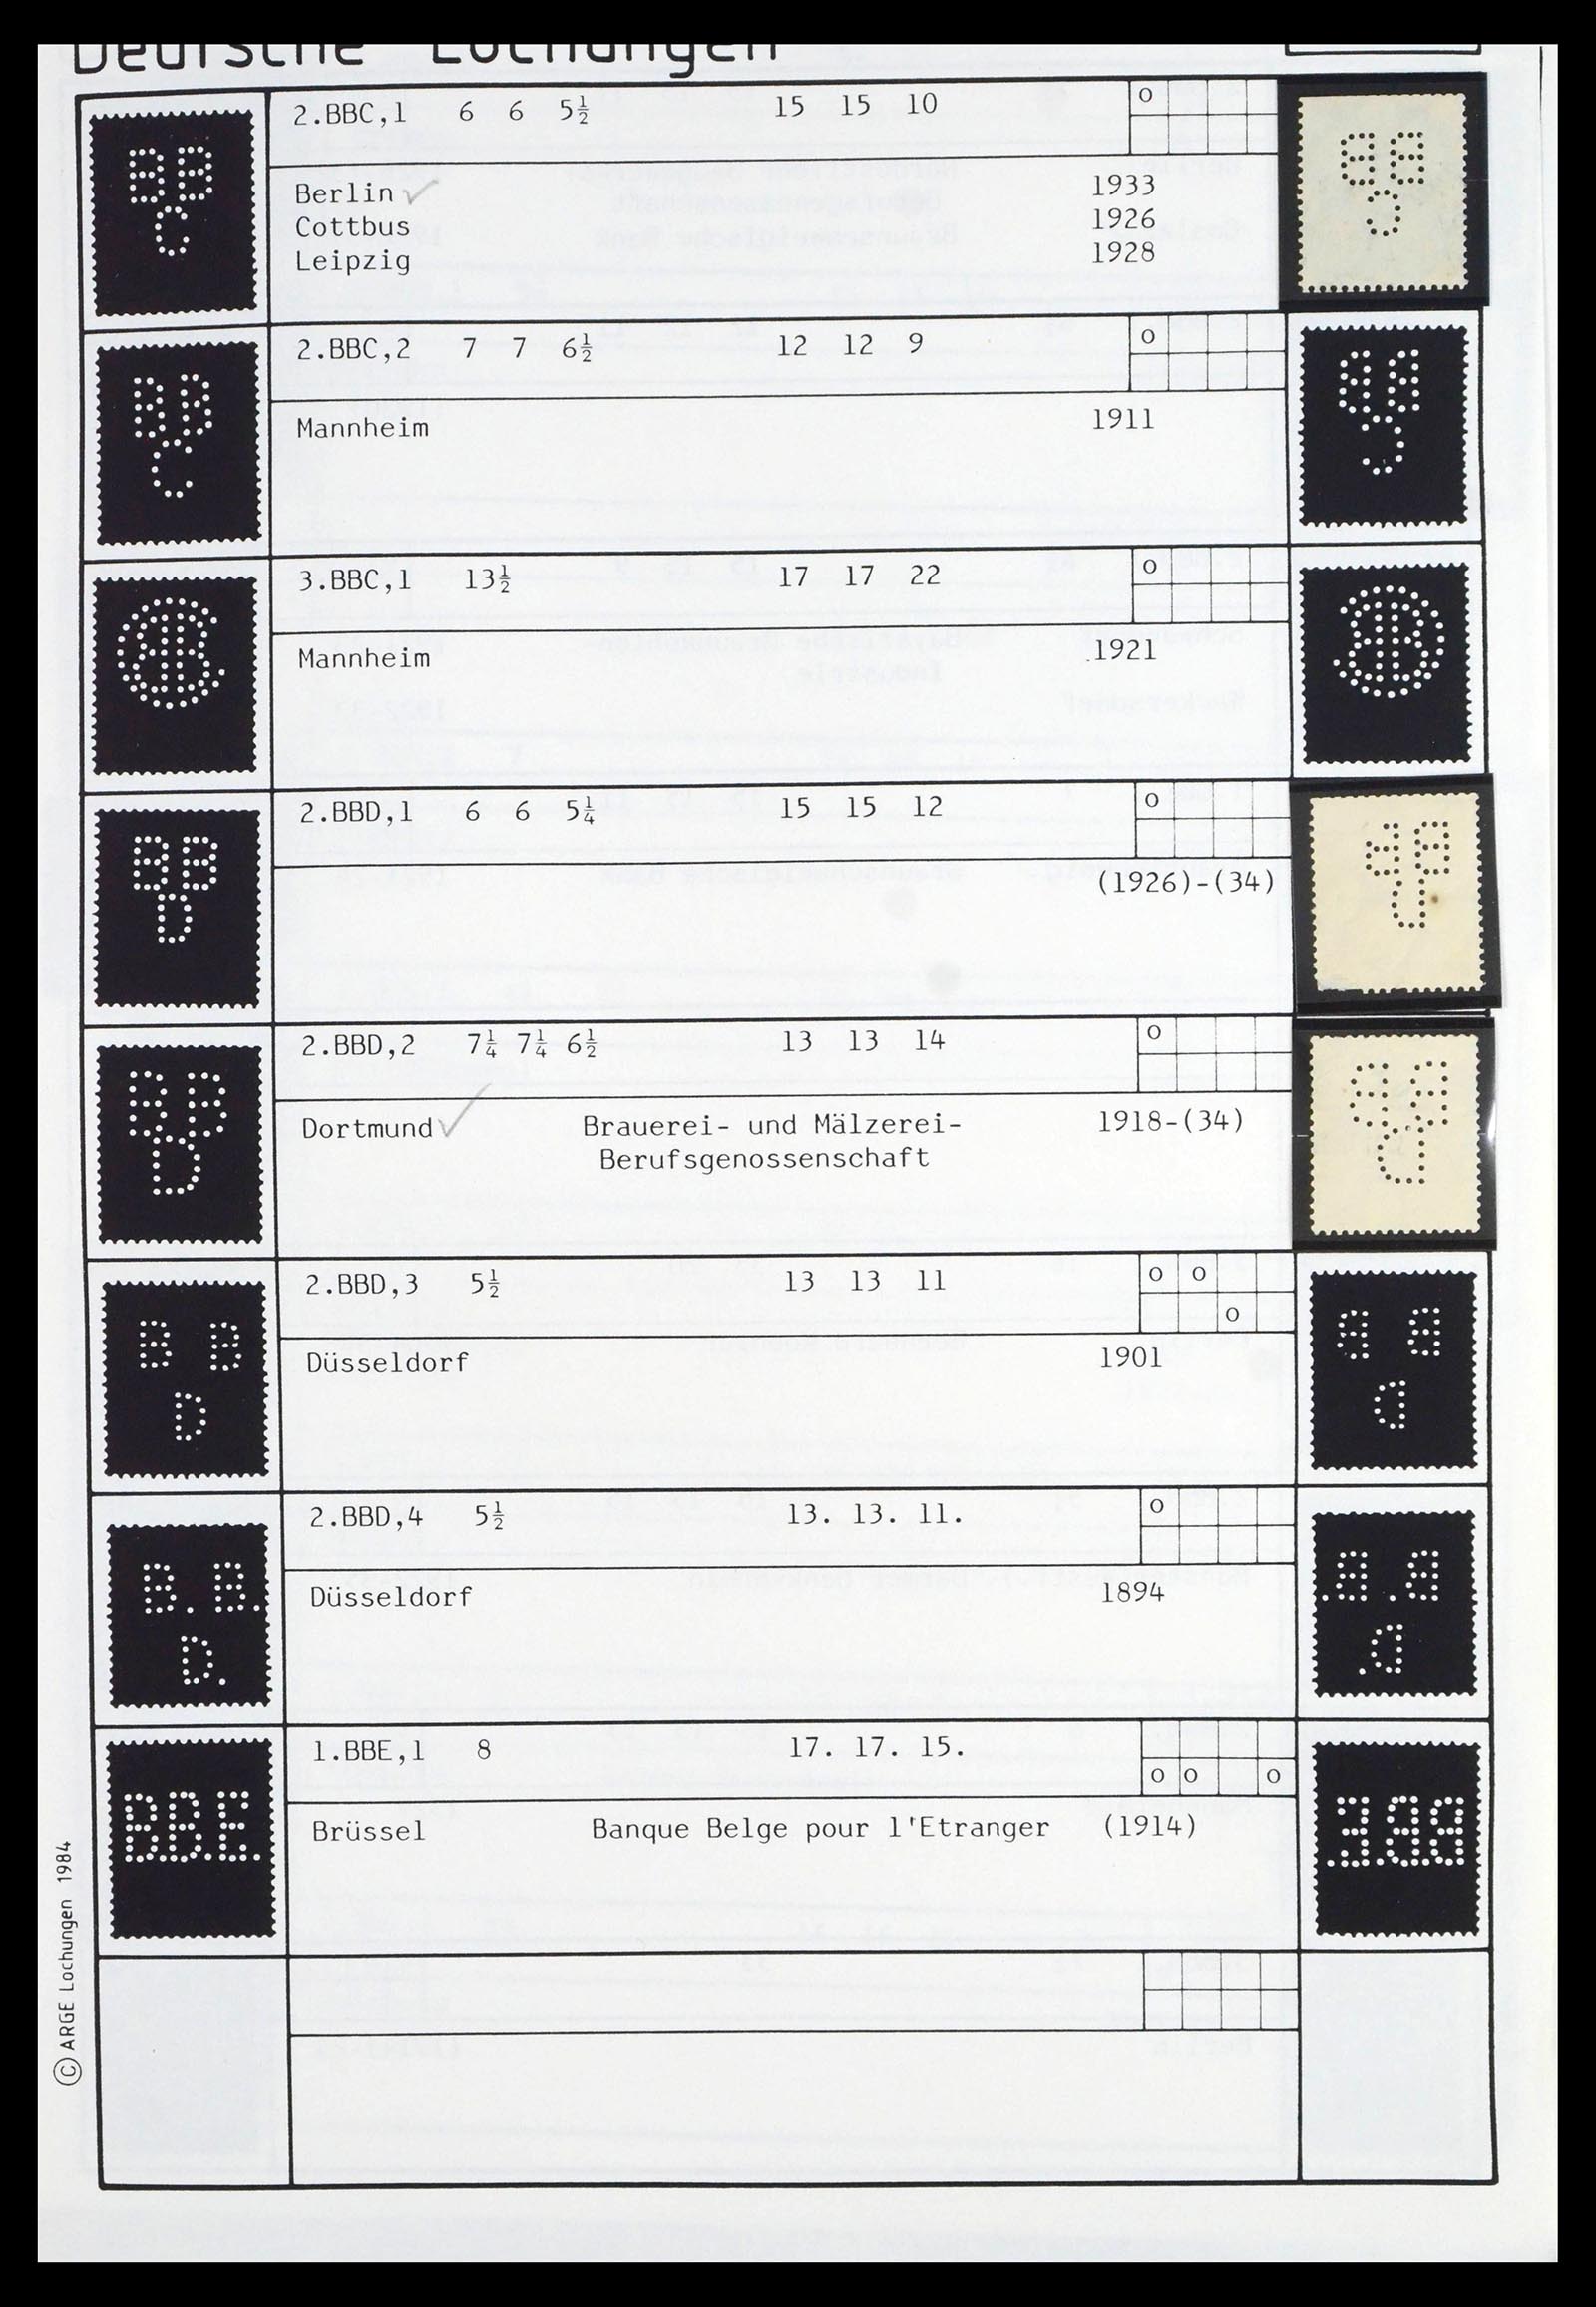 Deutsche Lochungen
2.BBC,1 6 6 5½ 15 15 10 o
Berlin ✓ 1933
Cottbus 1926
Leipzig 1928
2.BBC,2 7 7 6½ 12 12 9 o
Mannheim 1911
3.BBC,1 13½ 17 17 22 o
Mannheim 1921
2.BBD,1 6 6 5¼ 15 15 12 o
(1926)-(34)
2.BBD,2 7¼ 7¼ 6½ 13 13 14 o
Dortmund ✓ Brauerei- und Mälzerei- 1918-(34)
Berufsgenossenschaft
2.BBD,3 5½ 13 13 11 o o
o
Düsseldorf 1901
2.BBD,4 5½ 13. 13. 11. o
Düsseldorf 1894
1.BBE,1 8 17. 17. 15.
o o o
Brüssel Banque Belge pour l'Etranger (1914)
BB
C
BB
C
BBC
BB
D
BB
D
B B
D
B. B.
D.
B.B.E.
© ARGE Lochungen 1984